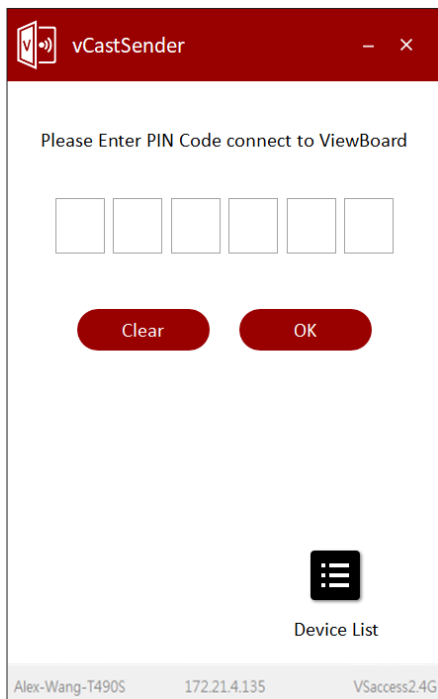 vCastSender
Please Enter PIN Code connect to ViewBoard
Clear OK
Device List
Alex-Wang-T490S 172.21.4.135 VSaccess2.4G